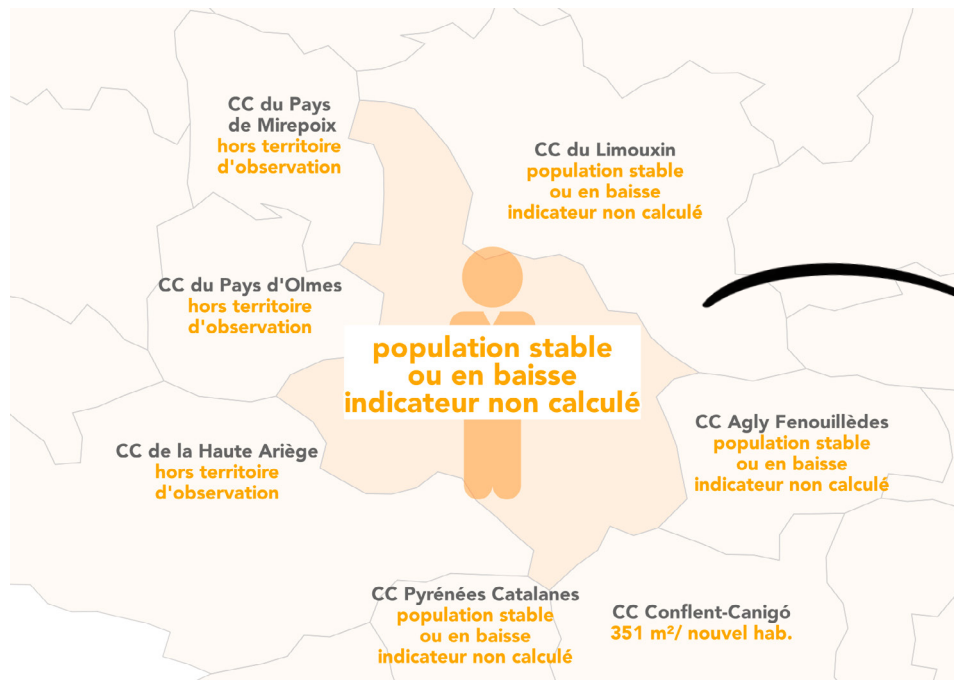 CC du Pays
de Mirepoix
hors territoire
d'observation
CC du Limouxin
population stable
ou en baisse
indicateur non calculé
CC du Pays d'Olmes
hors territoire
d'observation
population stable
ou en baisse
indicateur non calculé
CC de la Haute Ariège
hors territoire
d'observation
CC Agly Fenouillèdes
population stable
ou en baisse
indicateur non calculé
CC Pyrénées Catalanes
population stable
ou en baisse
indicateur non calculé
CC Conflent-Canigó
351 m²/ nouvel hab.